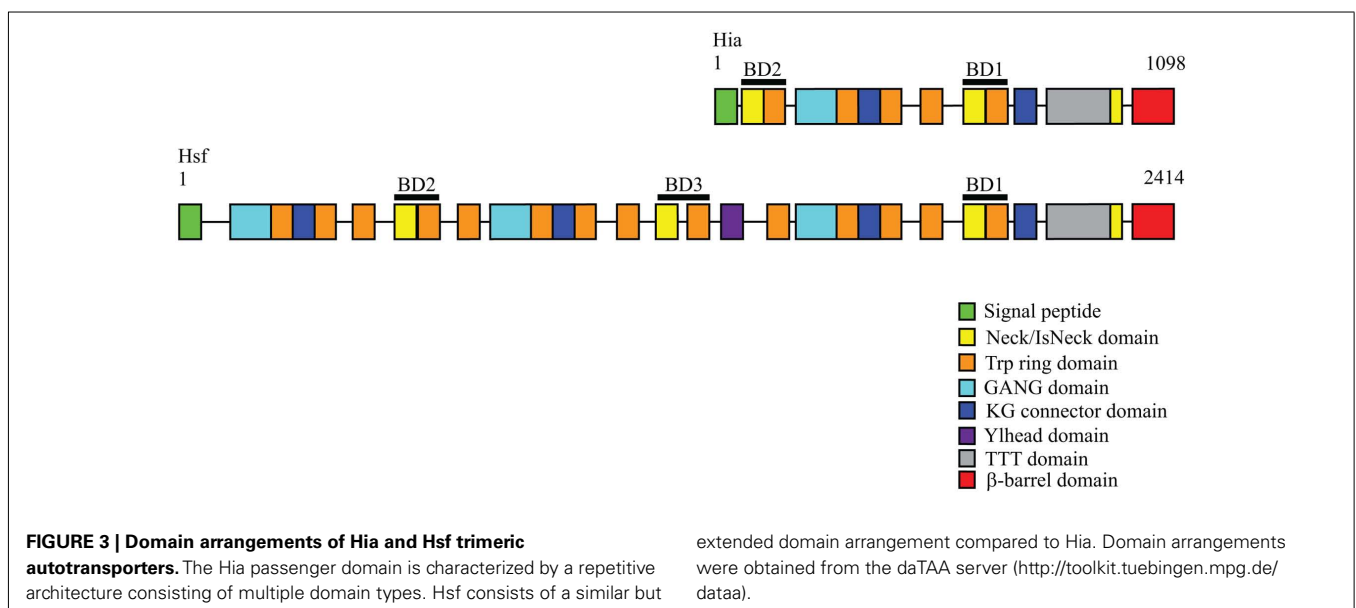 Hia
1
BD2
BD1
1098
Hsf
1
BD2
BD3
BD1
2414
Signal peptide
Neck/IsNeck domain
Trp ring domain
GANG domain
KG connector domain
Ylhead domain
TTT domain
β-barrel domain
FIGURE 3 | Domain arrangements of Hia and Hsf trimeric
autotransporters. The Hia passenger domain is characterized by a repetitive
architecture consisting of multiple domain types. Hsf consists of a similar but
extended domain arrangement compared to Hia. Domain arrangements
were obtained from the daTAA server (http://toolkit.tuebingen.mpg.de/
dataa).